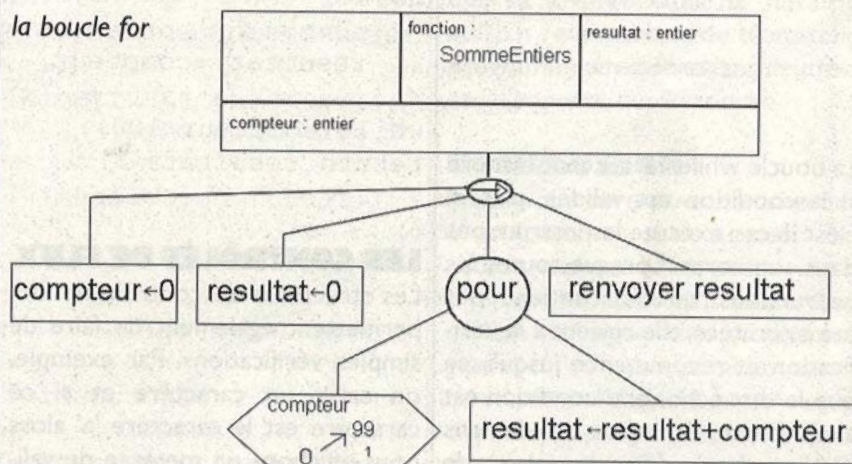 la boucle for
fonction :
SommeEntiers
resultat : entier
compteur : entier
compteur←0
resultat←0
pour
renvoyer resultat
compteur
99
0
1
resultat←resultat+compteur